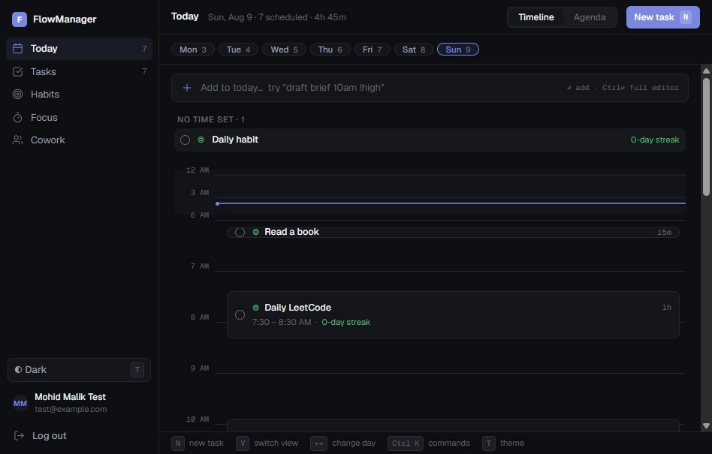 F FlowManager
Today 7
Tasks 7
Habits
Focus
Cowork
Dark T
MM Mohid Malik Test
test@example.com
Log out
Today Sun, Aug 9 · 7 scheduled · 4h 45m
Timeline Agenda
New task N
Mon 3 Tue 4 Wed 5 Thu 6 Fri 7 Sat 8 Sun 9
Add to today... try "draft brief 10am !high" ↵ add · Ctrl↵ full editor
NO TIME SET · 1
Daily habit 0-day streak
12 AM
3 AM
6 AM
Read a book 15m
7 AM
Daily LeetCode 1h
7:30 – 8:30 AM · 0-day streak
8 AM
9 AM
10 AM
N new task V switch view ←→ change day Ctrl K commands T theme